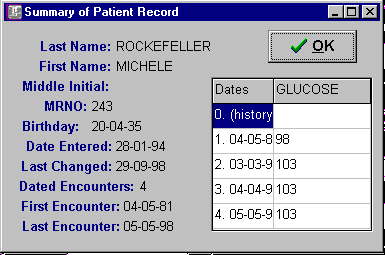 Summary of Patient Record
Last Name: ROCKEFELLER
First Name: MICHELE
Middle Initial:
MRNO: 243
Birthday: 20-04-35
Date Entered: 28-01-94
Last Changed: 29-09-98
Dated Encounters: 4
First Encounter: 04-05-81
Last Encounter: 05-05-98
OK
Dates GLUCOSE
0. (history
1. 04-05-8 98
2. 03-03-9 103
3. 04-04-9 103
4. 05-05-9 103